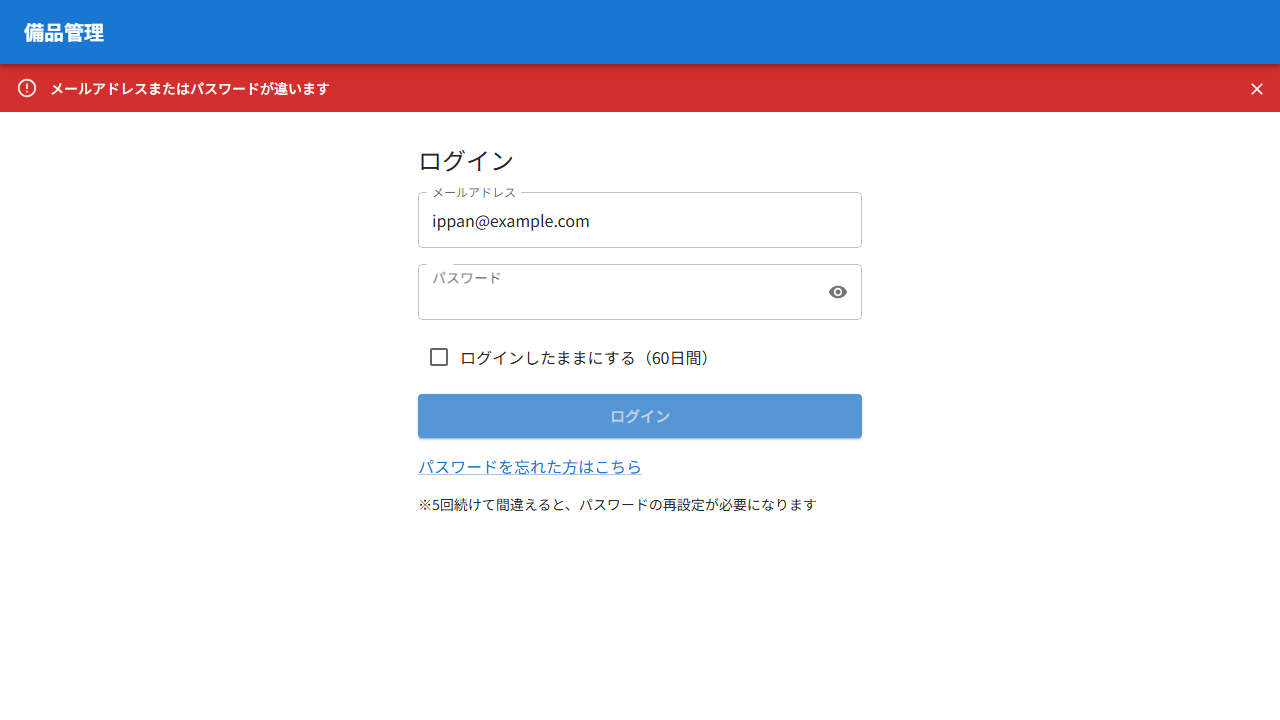 備品管理
メールアドレスまたはパスワードが違います
ログイン
メールアドレス
ippan@example.com
パスワード
ログインしたままにする（60日間）
ログイン
パスワードを忘れた方はこちら
※5回続けて間違えると、パスワードの再設定が必要になります